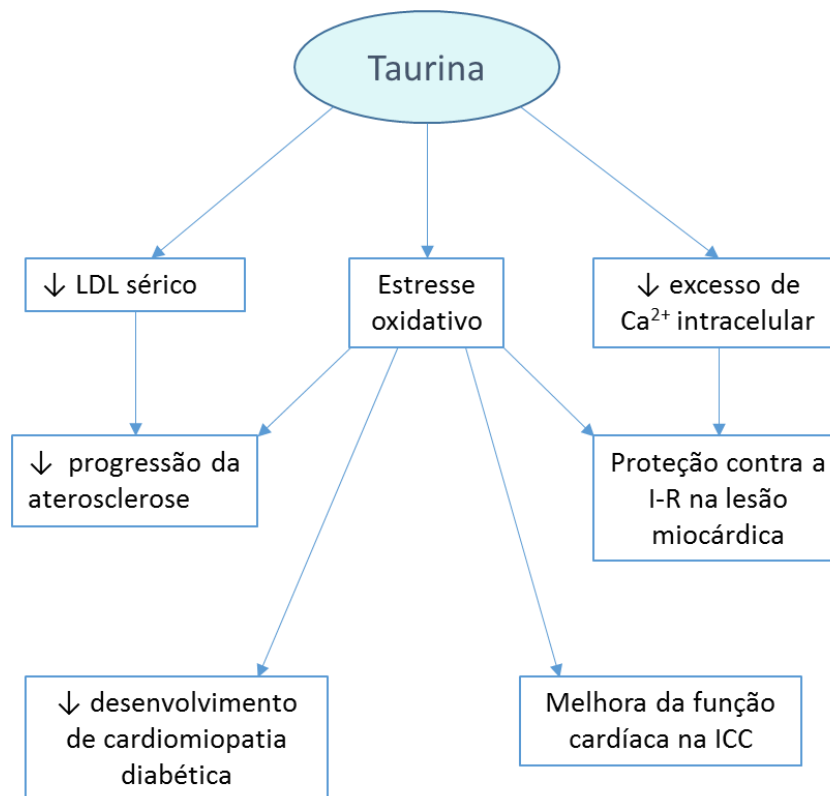 Taurina
↓ LDL sérico
Estresse
oxidativo
↓ excesso de
Ca²⁺ intracelular
↓ progressão da
aterosclerose
Proteção contra a
I-R na lesão
miocárdica
↓ desenvolvimento
de cardiomiopatia
diabética
Melhora da função
cardíaca na ICC